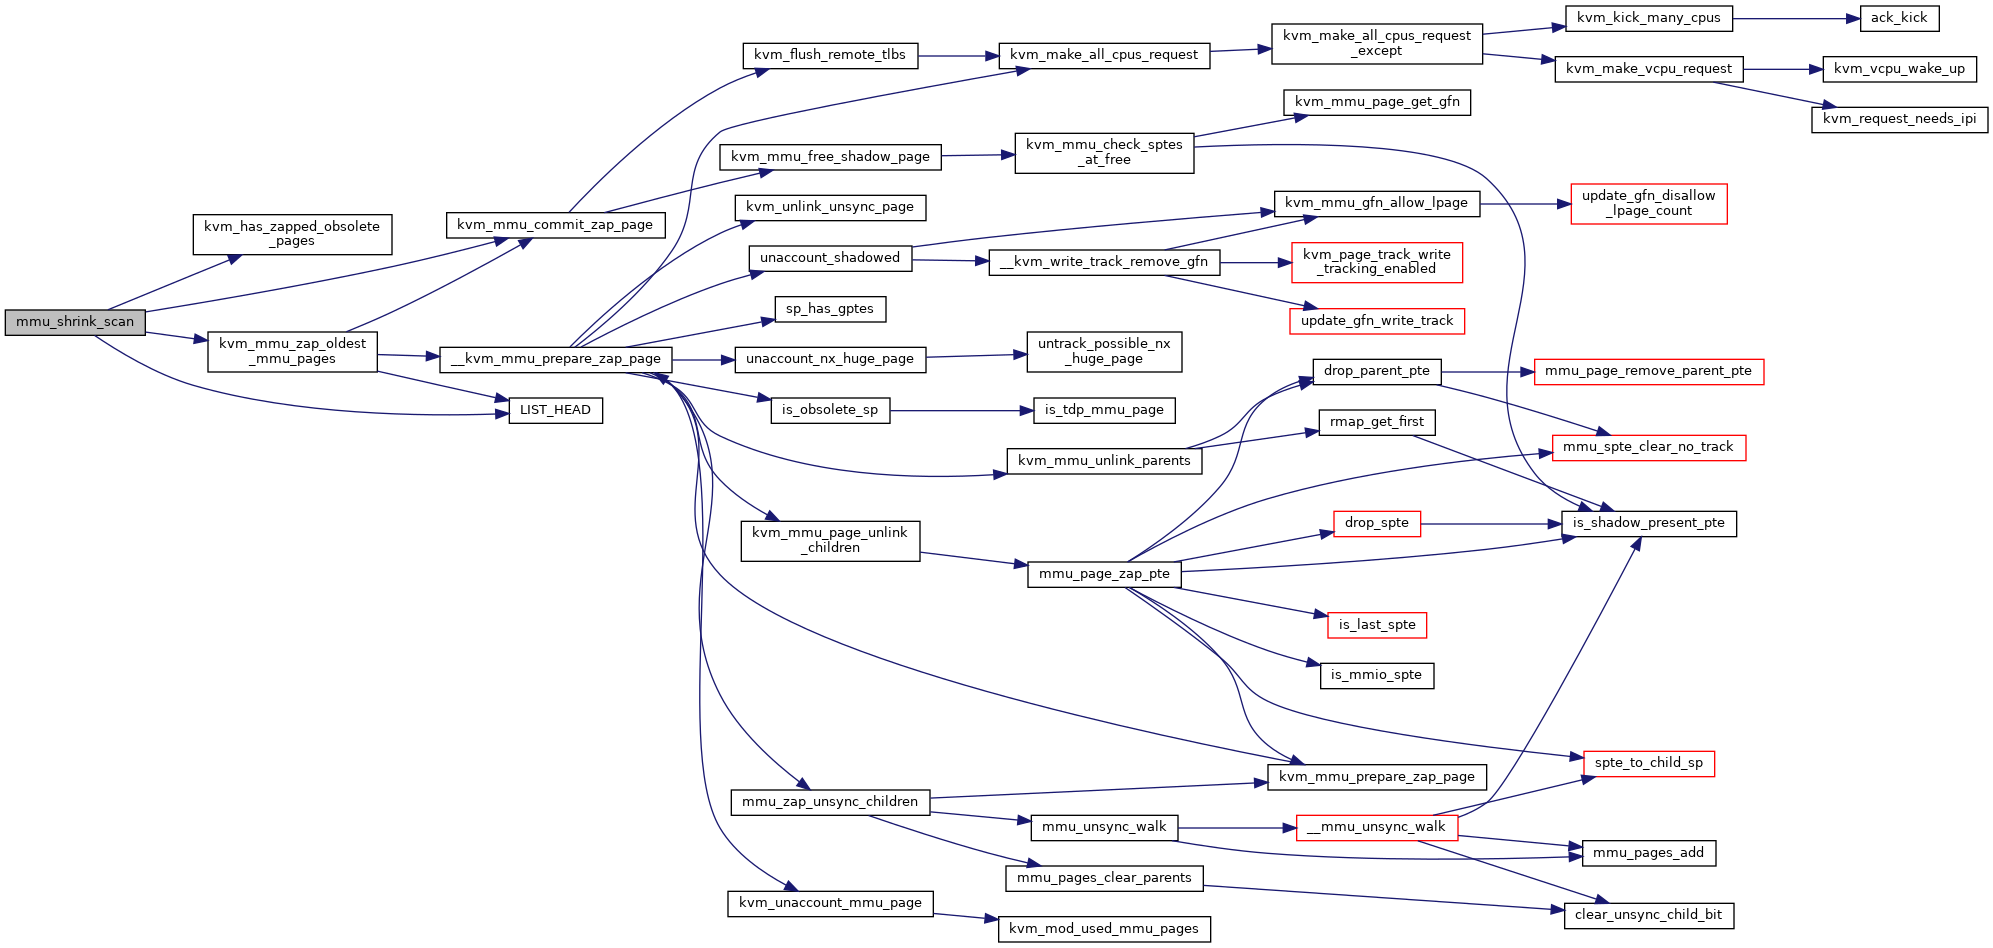 mmu_shrink_scan
kvm_has_zapped_obsolete
_pages
kvm_mmu_zap_oldest
_mmu_pages
kvm_mmu_commit_zap_page
__kvm_mmu_prepare_zap_page
LIST_HEAD
kvm_flush_remote_tlbs
kvm_mmu_free_shadow_page
kvm_unlink_unsync_page
unaccount_shadowed
sp_has_gptes
unaccount_nx_huge_page
is_obsolete_sp
kvm_mmu_page_unlink
_children
mmu_zap_unsync_children
kvm_unaccount_mmu_page
kvm_make_all_cpus_request
kvm_mmu_check_sptes
_at_free
__kvm_write_track_remove_gfn
untrack_possible_nx
_huge_page
is_tdp_mmu_page
kvm_mmu_unlink_parents
mmu_page_zap_pte
mmu_unsync_walk
mmu_pages_clear_parents
kvm_mod_used_mmu_pages
kvm_make_all_cpus_request
_except
kvm_mmu_page_get_gfn
kvm_mmu_gfn_allow_lpage
kvm_page_track_write
_tracking_enabled
update_gfn_write_track
drop_parent_pte
rmap_get_first
drop_spte
is_last_spte
is_mmio_spte
kvm_mmu_prepare_zap_page
__mmu_unsync_walk
kvm_kick_many_cpus
kvm_make_vcpu_request
update_gfn_disallow
_lpage_count
mmu_page_remove_parent_pte
mmu_spte_clear_no_track
is_shadow_present_pte
spte_to_child_sp
mmu_pages_add
clear_unsync_child_bit
ack_kick
kvm_vcpu_wake_up
kvm_request_needs_ipi